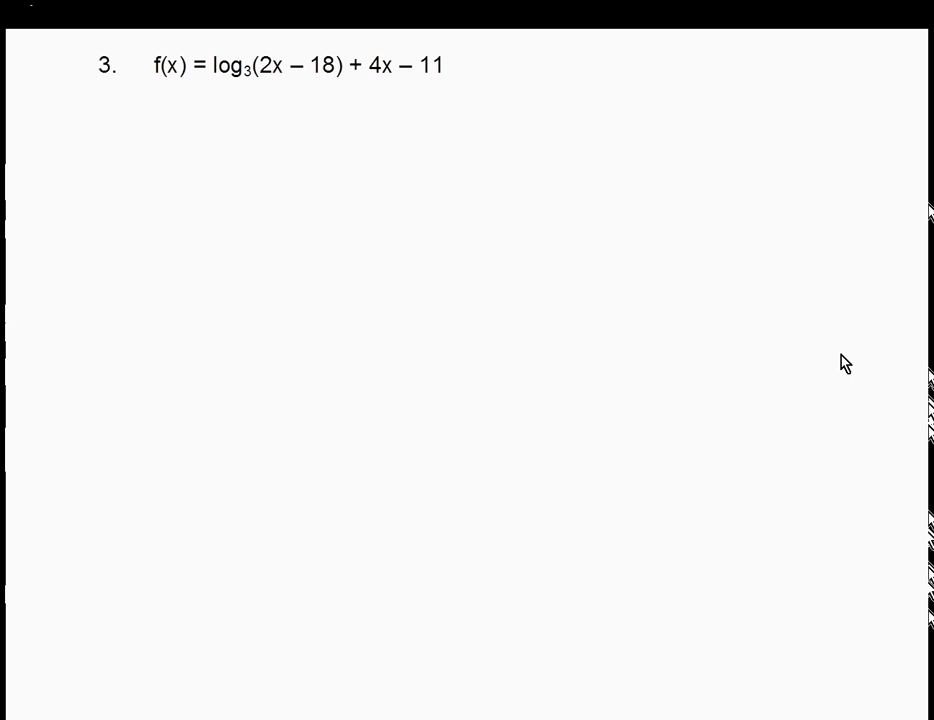 3. f(x) = log₃(2x – 18) + 4x – 11